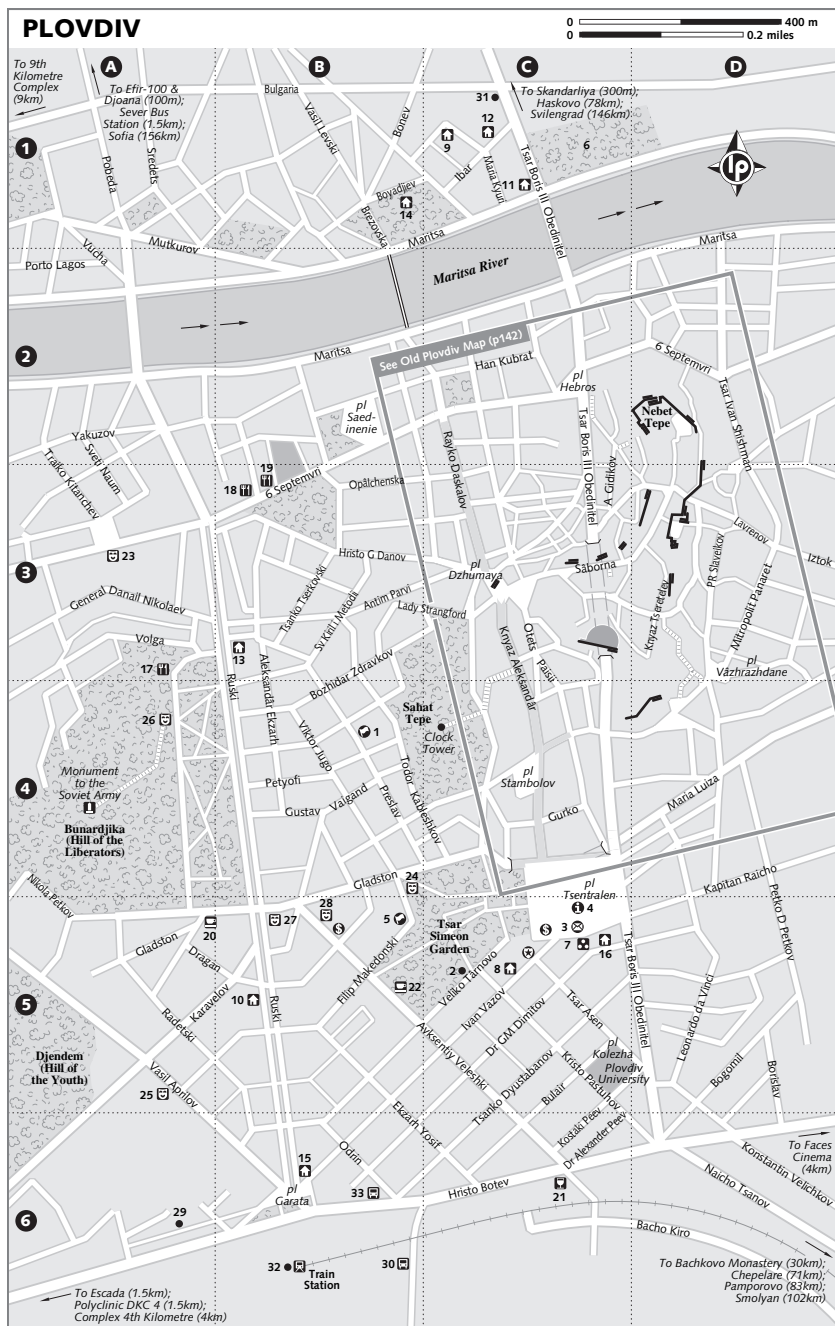 PLOVDIV
0 400 m
0 0.2 miles
A
B
C
D
To 9th
Kilometre
Complex
(9km)
To Efir-100 &
Djoana (100m);
Sever Bus
Station (1.5km);
Sofia (156km)
Bulgaria
Vasil Levski
Bonev
31
12
9
To Skandarliya (300m);
Haskovo (78km);
Svilengrad (146km)
6
1
Pobeda
Sredets
Ibar
Maria Kyuri
11
Tsar Boris III Obedinitel
lp
Boyadjiev
14
Brezovska
Maritsa
Mutkurov
Vucha
Porto Lagos
Maritsa River
Maritsa
2
Maritsa
See Old Plovdiv Map (p142)
Han Kubrat
pl
Hebros
6 Septemvri
Tsar Ivan Shishman
Nebet
Tepe
pl
Saed-
inenie
Rayko Daskalov
Tsar Boris III Obedinitel
A Gidikov
Yakuzov
Sveti Naum
Traiko Kitanchev
19
18
6 Septemvri
Opâlchenska
Lavrenov
Iztok
23
3
Hristo G Danov
pl
Dzhumaya
Sâborna
PR Slaveikov
Mitropolit Panaret
Knyaz Tseretelev
General Danail Nikolaev
Tsanko Tserkovski
Sv Kiril i Metodi
Antim Parvi
Lady Strangford
Otets Paisii
Knyaz Aleksandâr
Volga
17
13
Ruski
Aleksandâr Ekzarh
Bozhidar Zdravkov
pl
Vâzhrazhdane
26
Viktor Jugo
1
Sahat
Tepe
Clock
Tower
4
Monument
to the
Soviet Army
Bunardjika
(Hill of the
Liberators)
Petyofi
Gustav Vaigand
Preslav
Todor Kableshkov
pl
Stambolov
Gurko
Maria Luiza
Nikola Petkov
24
Gladston
28
27
20
5
Tsar
Simeon
Garden
pl
Tsentralen
4
3
7
16
Kapitan Raicho
Petko D Petkov
Gladston
Dragan
Karavelov
Filip Makedonski
22
2
Veliko Târnovo
8
Tsar Boris III Obedinitel
5
10
Ruski
Radetski
Ivan Vazov
Dr GM Dimitov
Tsar Asen
Leonardo da Vinci
Djendem
(Hill of
the Youth)
Vasil Aprilov
25
Avksentiy Veleshki
Tsanko Dyustabanov
pl
Kolezha
Plovdiv
University
Kristo Pastuhov
Bulair
Bogomil
Borislav
Ekzarh Yosif
Kostaki Peev
Dr Alexander Peev
To Faces
Cinema
(4km)
15
pl
Garata
Odrin
33
Hristo Botev
21
Konstantin Velichkov
Naicho Tsanov
6
29
Bacho Kiro
32
Train
Station
30
To Bachkovo Monastery (30km);
Chepelare (71km);
Pamporovo (83km);
Smolyan (102km)
To Escada (1.5km);
Polyclinic DKC 4 (1.5km);
Complex 4th Kilometre (4km)